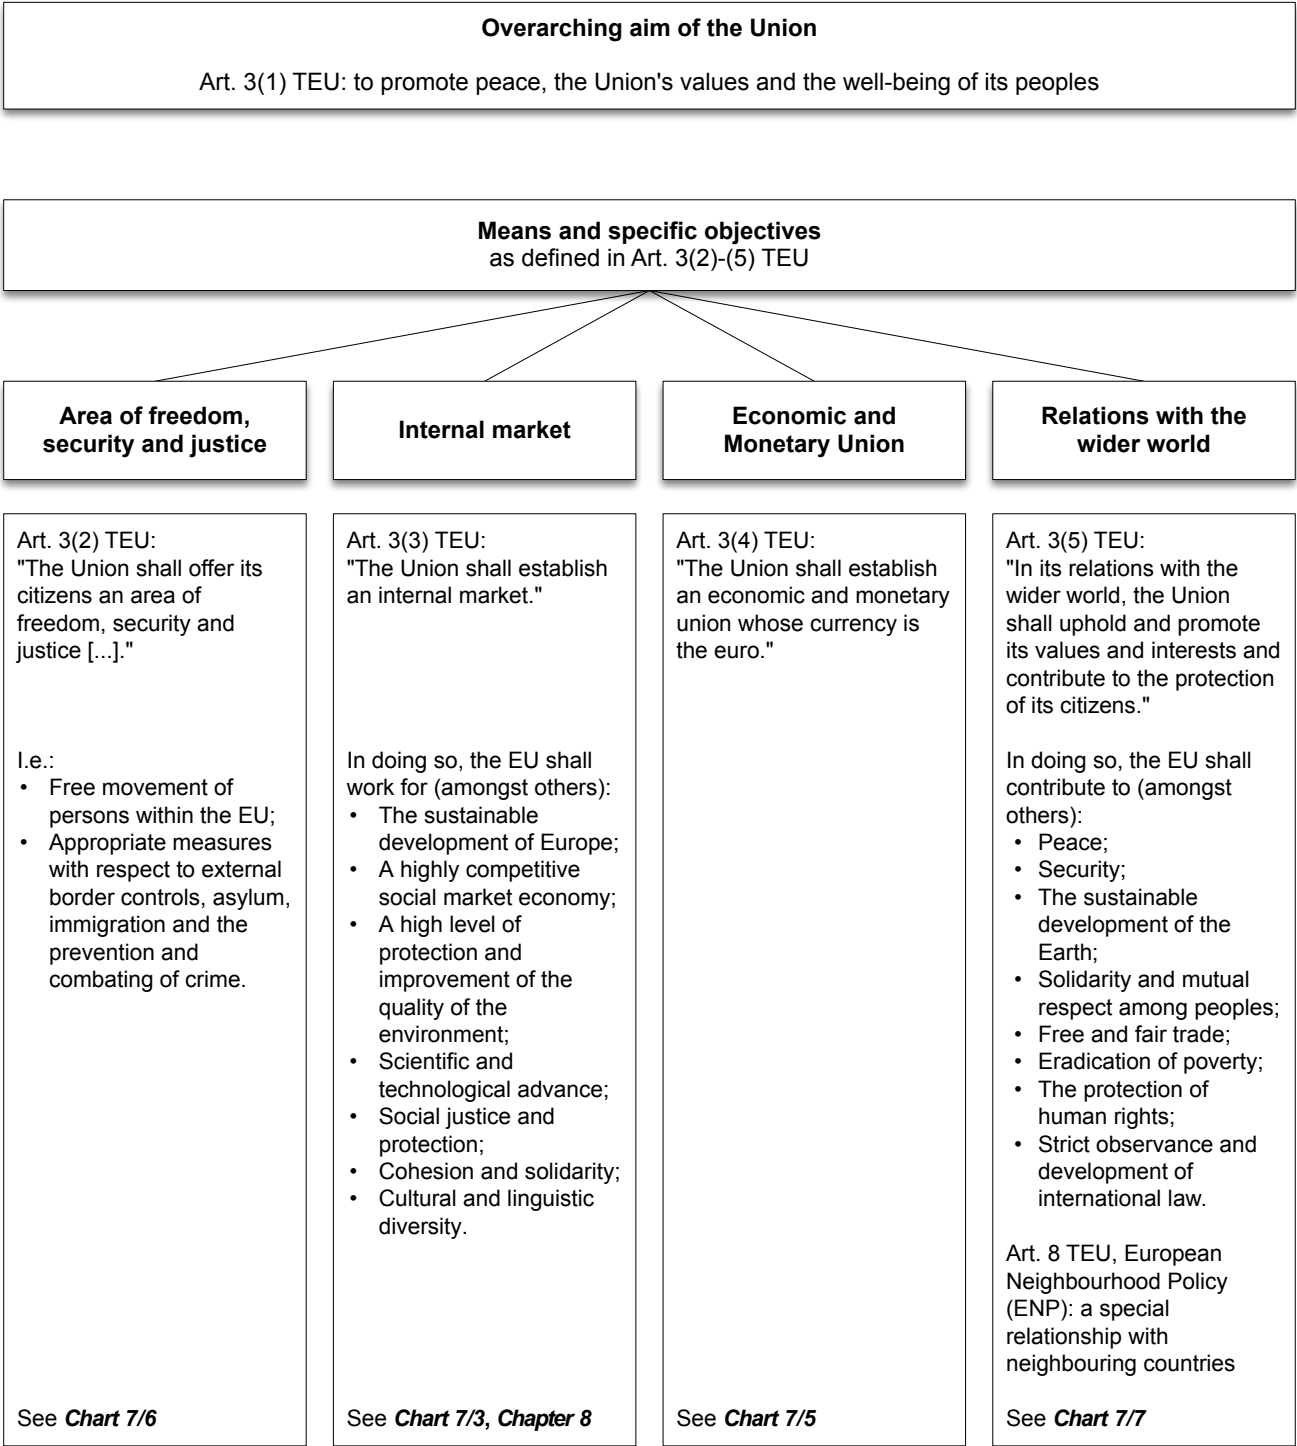 Overarching aim of the Union
Art. 3(1) TEU: to promote peace, the Union's values and the well-being of its peoples
Means and specific objectives
as defined in Art. 3(2)-(5) TEU
Area of freedom,
security and justice
Internal market
Economic and
Monetary Union
Relations with the
wider world
Art. 3(2) TEU:
"The Union shall offer its
citizens an area of
freedom, security and
justice [...]."
I.e.:
• Free movement of
persons within the EU;
• Appropriate measures
with respect to external
border controls, asylum,
immigration and the
prevention and
combating of crime.
See Chart 7/6
Art. 3(3) TEU:
"The Union shall establish
an internal market."
In doing so, the EU shall
work for (amongst others):
• The sustainable
development of Europe;
• A highly competitive
social market economy;
• A high level of
protection and
improvement of the
quality of the
environment;
• Scientific and
technological advance;
• Social justice and
protection;
• Cohesion and solidarity;
• Cultural and linguistic
diversity.
See Chart 7/3, Chapter 8
Art. 3(4) TEU:
"The Union shall establish
an economic and monetary
union whose currency is
the euro."
See Chart 7/5
Art. 3(5) TEU:
"In its relations with the
wider world, the Union
shall uphold and promote
its values and interests and
contribute to the protection
of its citizens."
In doing so, the EU shall
contribute to (amongst
others):
• Peace;
• Security;
• The sustainable
development of the
Earth;
• Solidarity and mutual
respect among peoples;
• Free and fair trade;
• Eradication of poverty;
• The protection of
human rights;
• Strict observance and
development of
international law.
Art. 8 TEU, European
Neighbourhood Policy
(ENP): a special
relationship with
neighbouring countries
See Chart 7/7